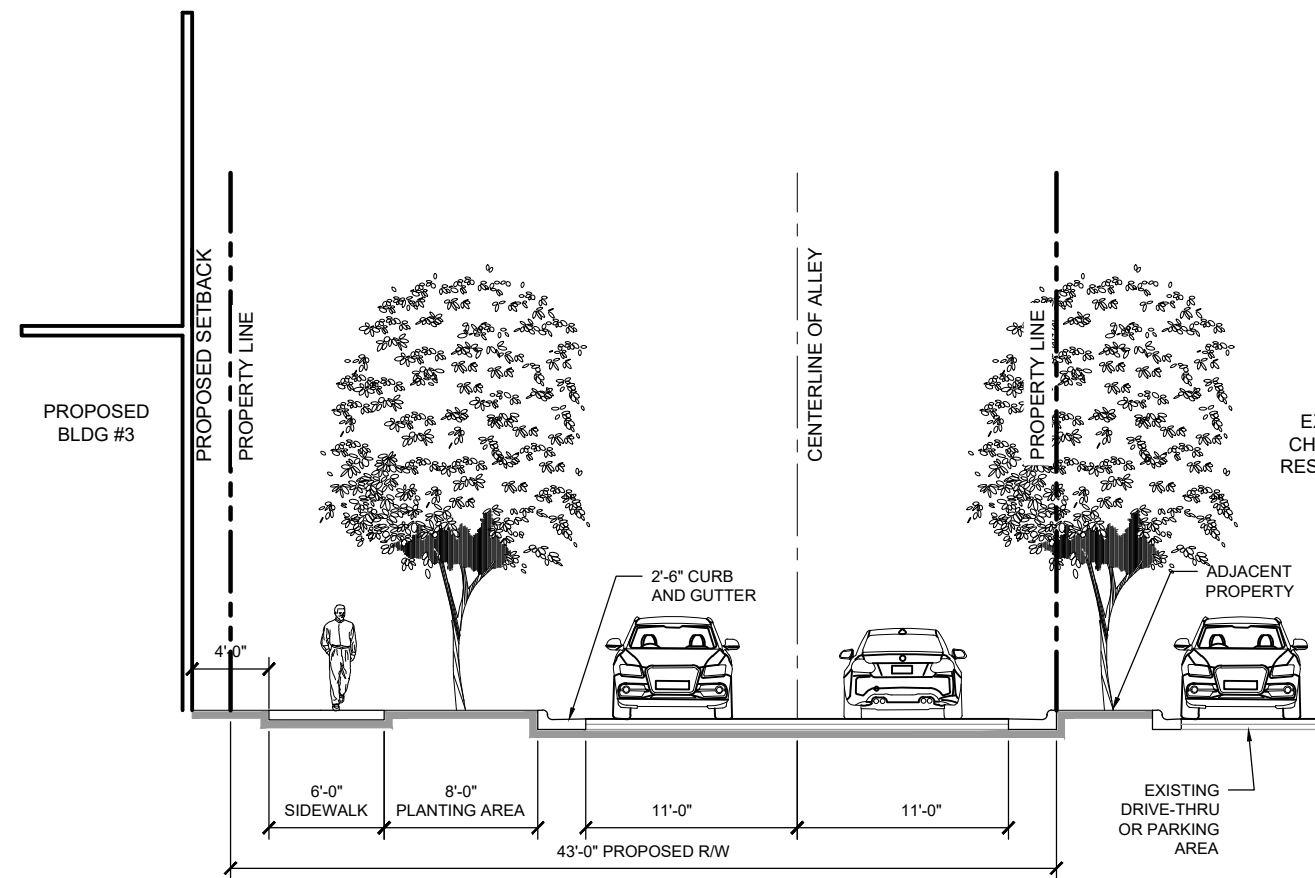 PROPOSED
BLDG #3
PROPOSED SETBACK
PROPERTY LINE
CENTERLINE OF ALLEY
PROPERTY LINE
2'-6" CURB
AND GUTTER
ADJACENT
PROPERTY
4'-0"
6'-0"
SIDEWALK
8'-0"
PLANTING AREA
11'-0"
11'-0"
43'-0" PROPOSED R/W
EXISTING
DRIVE-THRU
OR PARKING
AREA